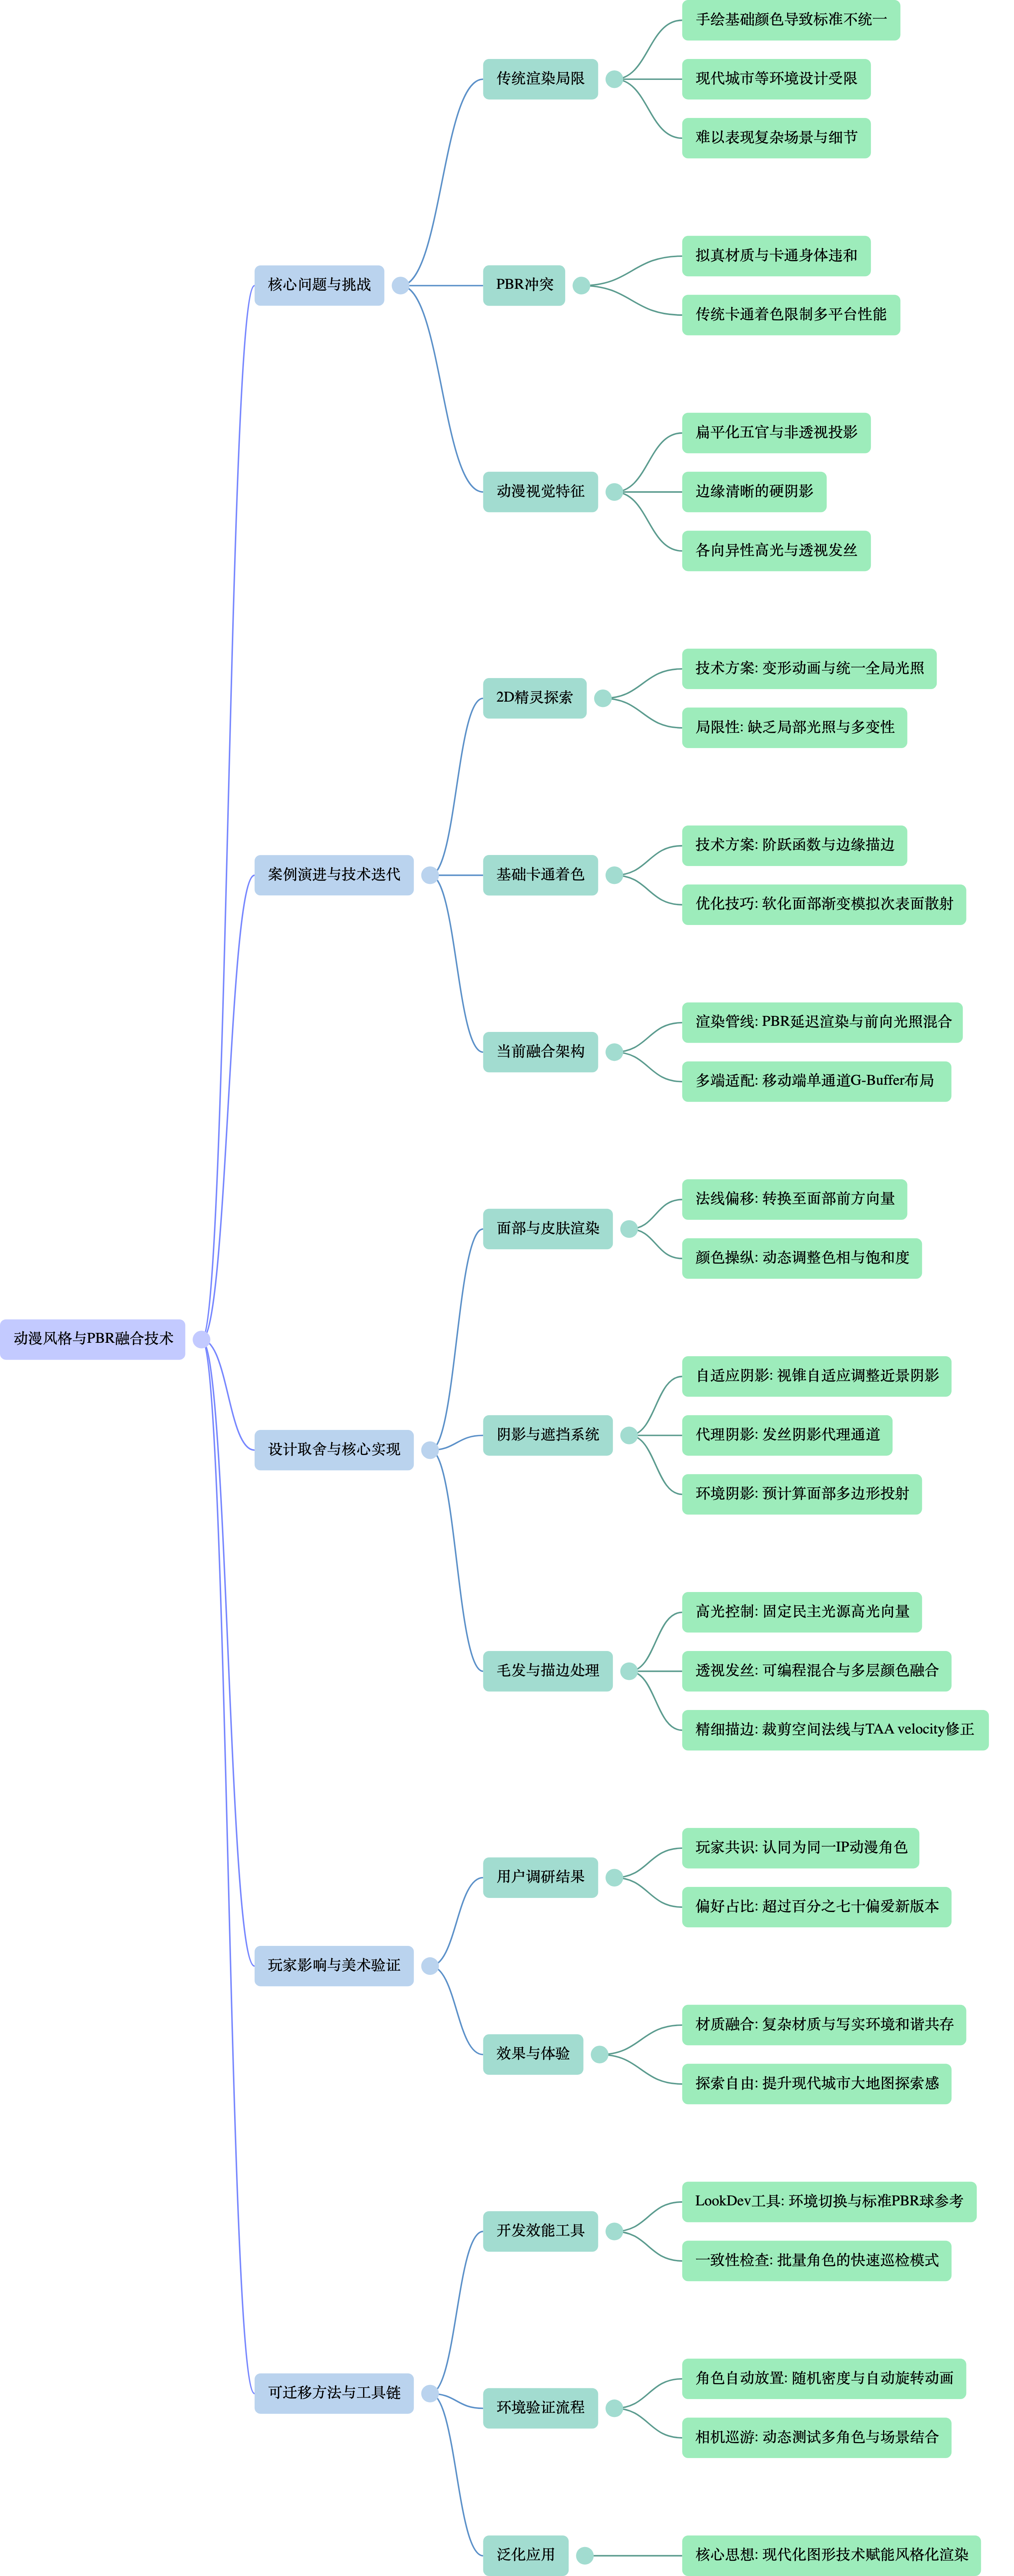 动漫风格与PBR融合技术
核心问题与挑战
传统渲染局限
手绘基础颜色导致标准不统一
现代城市等环境设计受限
难以表现复杂场景与细节
PBR冲突
拟真材质与卡通身体违和
传统卡通着色限制多平台性能
动漫视觉特征
扁平化五官与非透视投影
边缘清晰的硬阴影
各向异性高光与透视发丝
案例演进与技术迭代
2D精灵探索
技术方案: 变形动画与统一全局光照
局限性: 缺乏局部光照与多变性
基础卡通着色
技术方案: 阶跃函数与边缘描边
优化技巧: 软化面部渐变模拟次表面散射
当前融合架构
渲染管线: PBR延迟渲染与前向光照混合
多端适配: 移动端单通道G-Buffer布局
设计取舍与核心实现
面部与皮肤渲染
法线偏移: 转换至面部前方向量
颜色操纵: 动态调整色相与饱和度
阴影与遮挡系统
自适应阴影: 视锥自适应调整近景阴影
代理阴影: 发丝阴影代理通道
环境阴影: 预计算面部多边形投射
毛发与描边处理
高光控制: 固定民主光源高光向量
透视发丝: 可编程混合与多层颜色融合
精细描边: 裁剪空间法线与TAA velocity修正
玩家影响与美术验证
用户调研结果
玩家共识: 认同为同一IP动漫角色
偏好占比: 超过百分之七十偏爱新版本
效果与体验
材质融合: 复杂材质与写实环境和谐共存
探索自由: 提升现代城市大地图探索感
可迁移方法与工具链
开发效能工具
LookDev工具: 环境切换与标准PBR球参考
一致性检查: 批量角色的快速巡检模式
环境验证流程
角色自动放置: 随机密度与自动旋转动画
相机巡游: 动态测试多角色与场景结合
泛化应用
核心思想: 现代化图形技术赋能风格化渲染